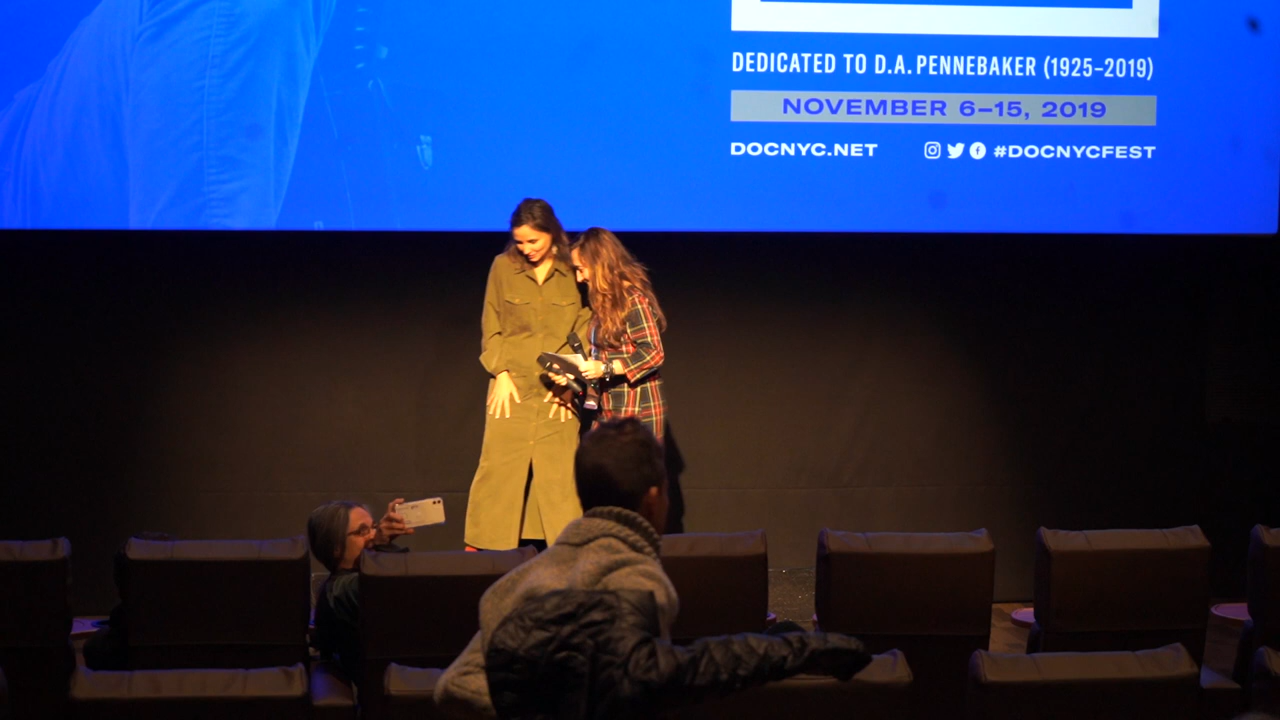 DEDICATED TO D.A. PENNEBAKER (1925–2019)
NOVEMBER 6–15, 2019
DOCNYC.NET #DOCNYCFEST